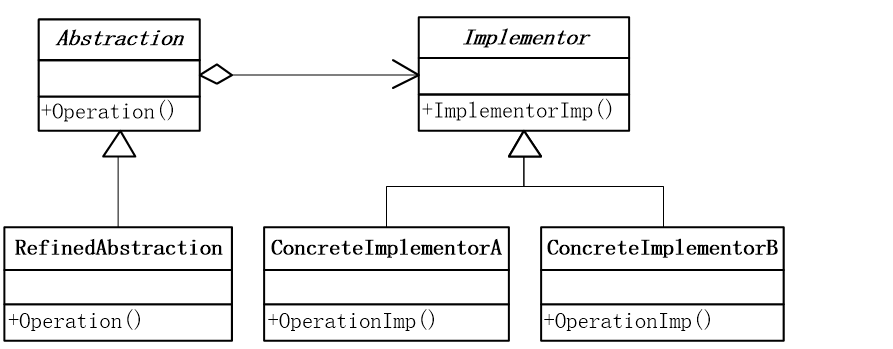 Abstraction
+Operation()
Implementor
+ImplementorImp()
RefinedAbstraction
+Operation()
ConcreteImplementorA
+OperationImp()
ConcreteImplementorB
+OperationImp()